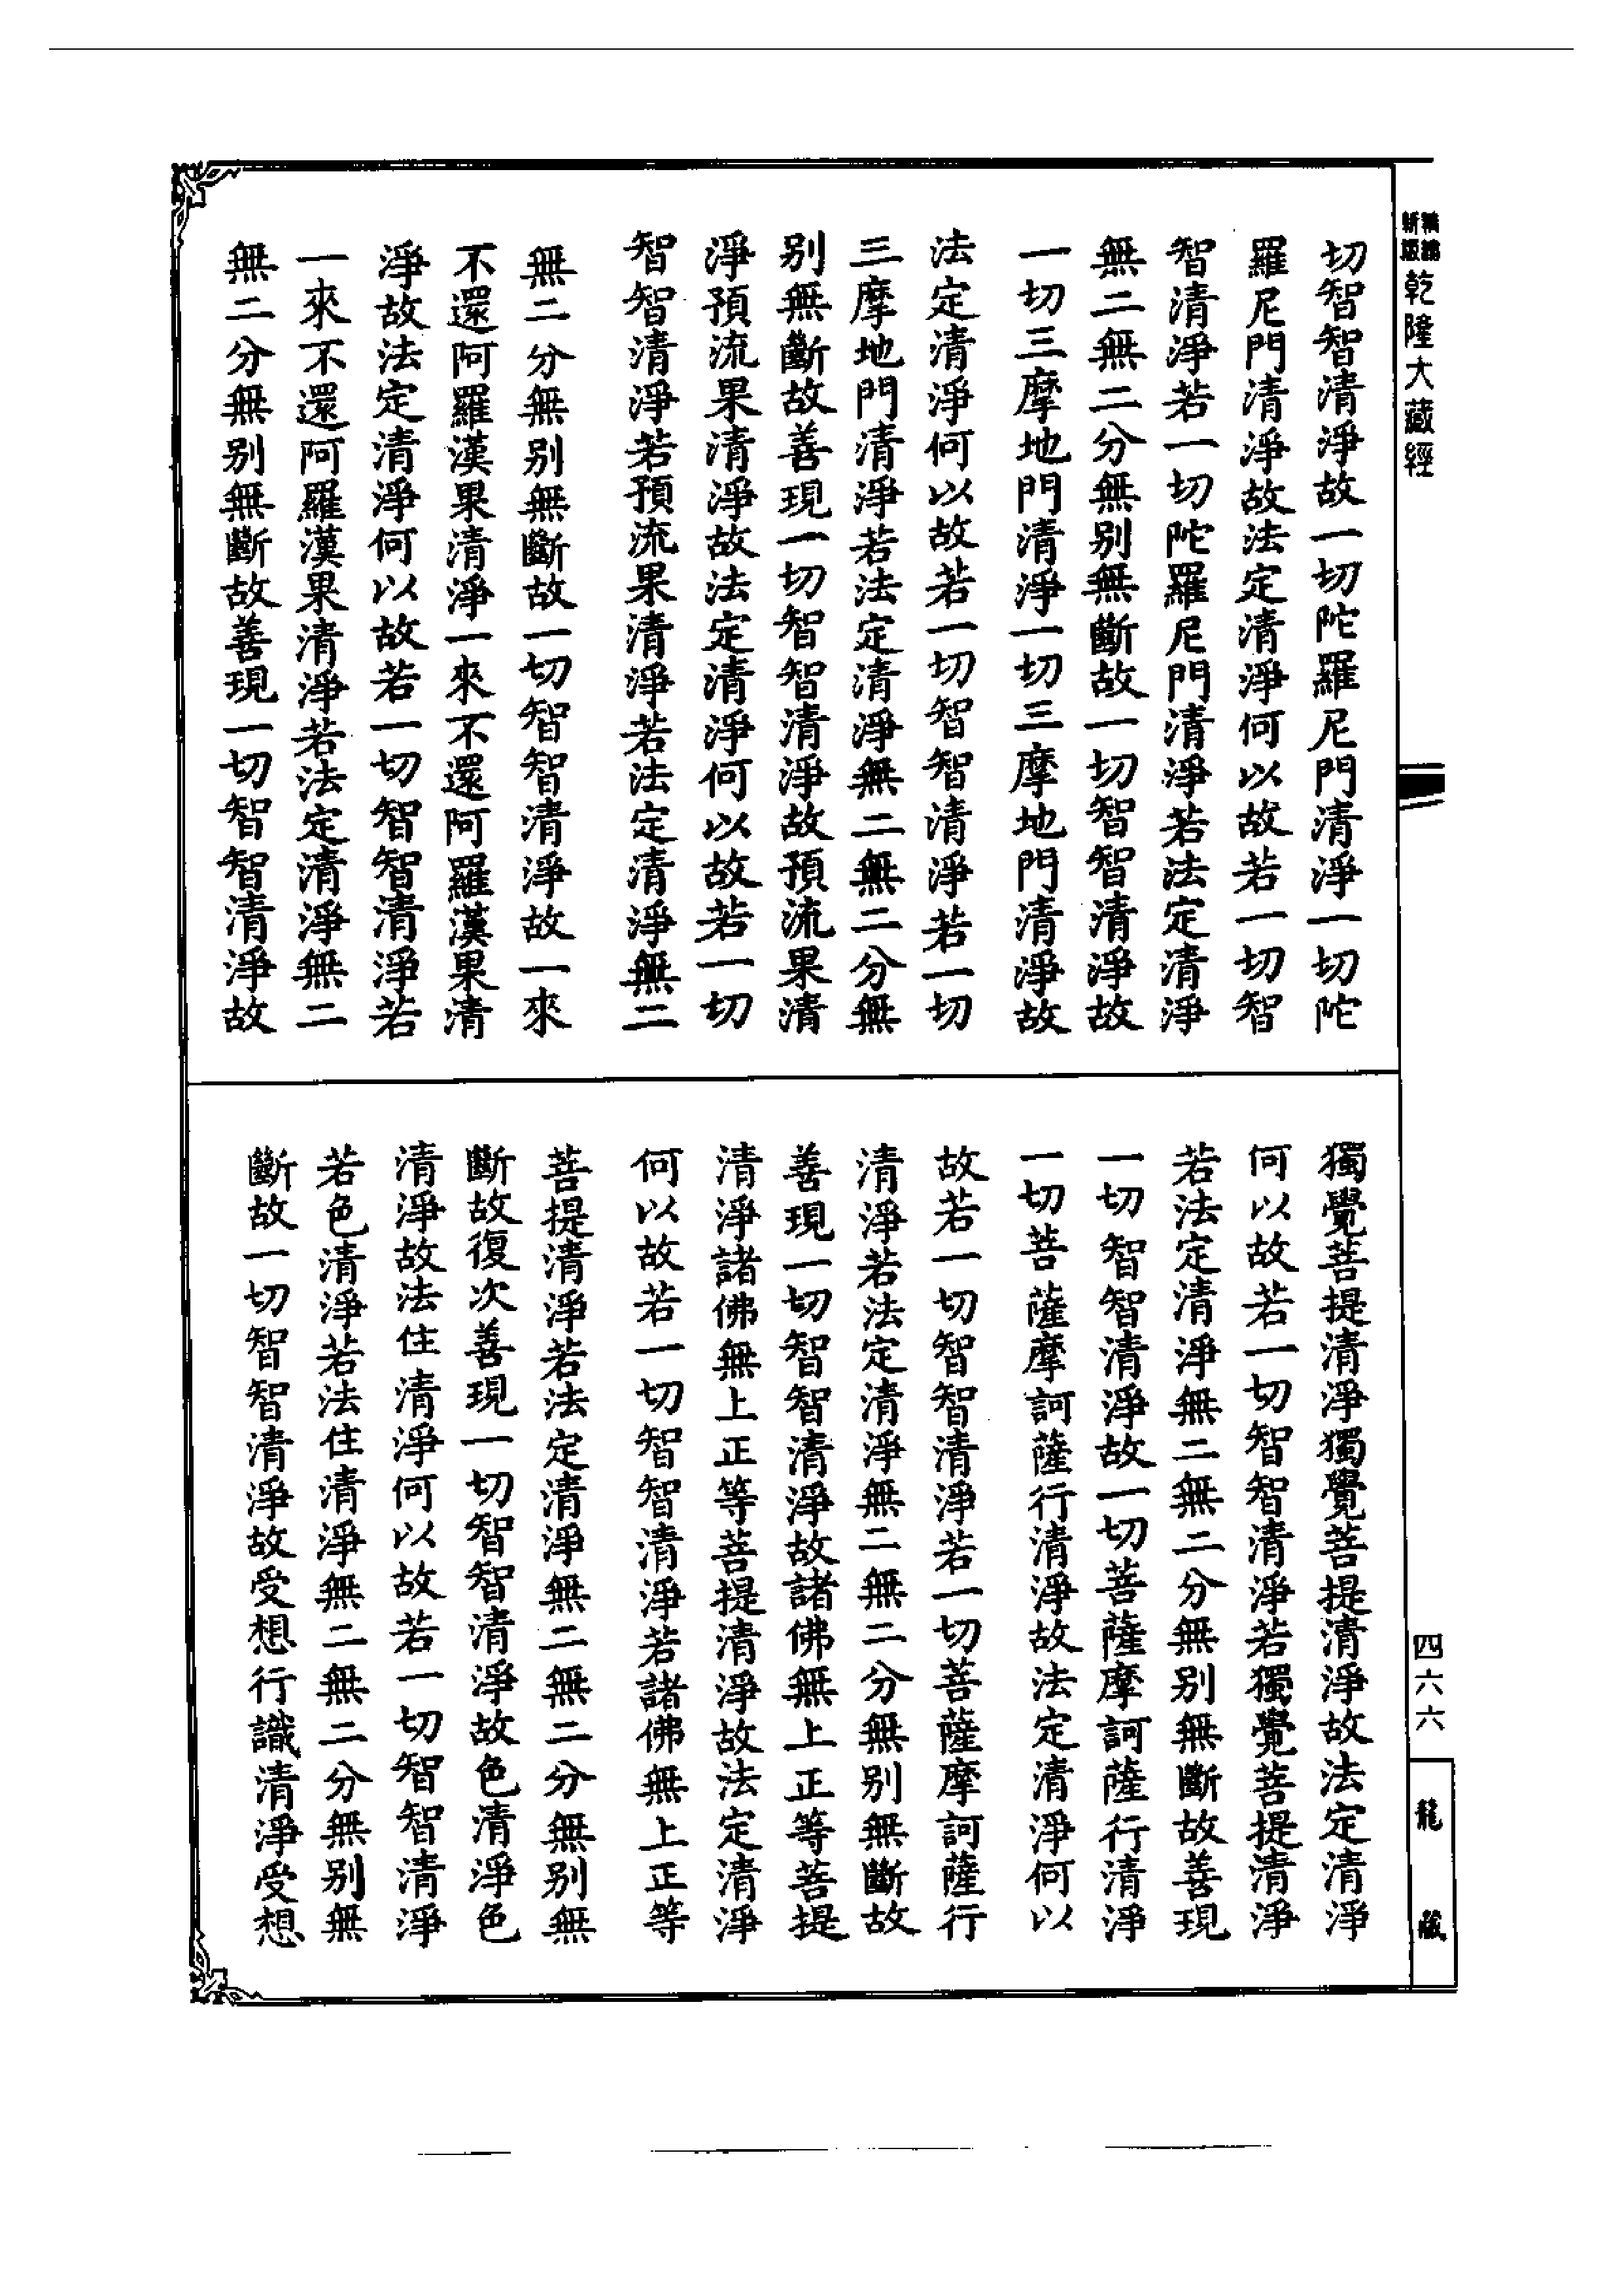 新版
精縮
乾隆大藏經
切智智清淨故一切陀羅尼門清淨一切陀
羅尼門清淨故法定清淨何以故若一切智
智清淨若一切陀羅尼門清淨若法定清淨
無二無二分無別無斷故一切智智清淨故
一切三摩地門清淨一切三摩地門清淨故
法定清淨何以故若一切智智清淨若一切
三摩地門清淨若法定清淨無二無二分無
別無斷故善現一切智智清淨故預流果清
淨預流果清淨故法定清淨何以故若一切
智智清淨若預流果清淨若法定清淨無二
無二分無別無斷故一切智智清淨故一來
不還阿羅漢果清淨一來不還阿羅漢果清
淨故法定清淨何以故若一切智智清淨若
一來不還阿羅漢果清淨若法定清淨無二
無二分無別無斷故善現一切智智清淨故
獨覺菩提清淨獨覺菩提清淨故法定清淨
何以故若一切智智清淨若獨覺菩提清淨
若法定清淨無二無二分無別無斷故善現
一切智智清淨故一切菩薩摩訶薩行清淨
一切菩薩摩訶薩行清淨故法定清淨何以
故若一切智智清淨若一切菩薩摩訶薩行
清淨若法定清淨無二無二分無別無斷故
善現一切智智清淨故諸佛無上正等菩提
清淨諸佛無上正等菩提清淨故法定清淨
何以故若一切智智清淨若諸佛無上正等
菩提清淨若法定清淨無二無二分無別無
斷故復次善現一切智智清淨故色清淨色
清淨故法住清淨何以故若一切智智清淨
若色清淨若法住清淨無二無二分無別無
斷故一切智智清淨故受想行識清淨受想
四六六
龍藏